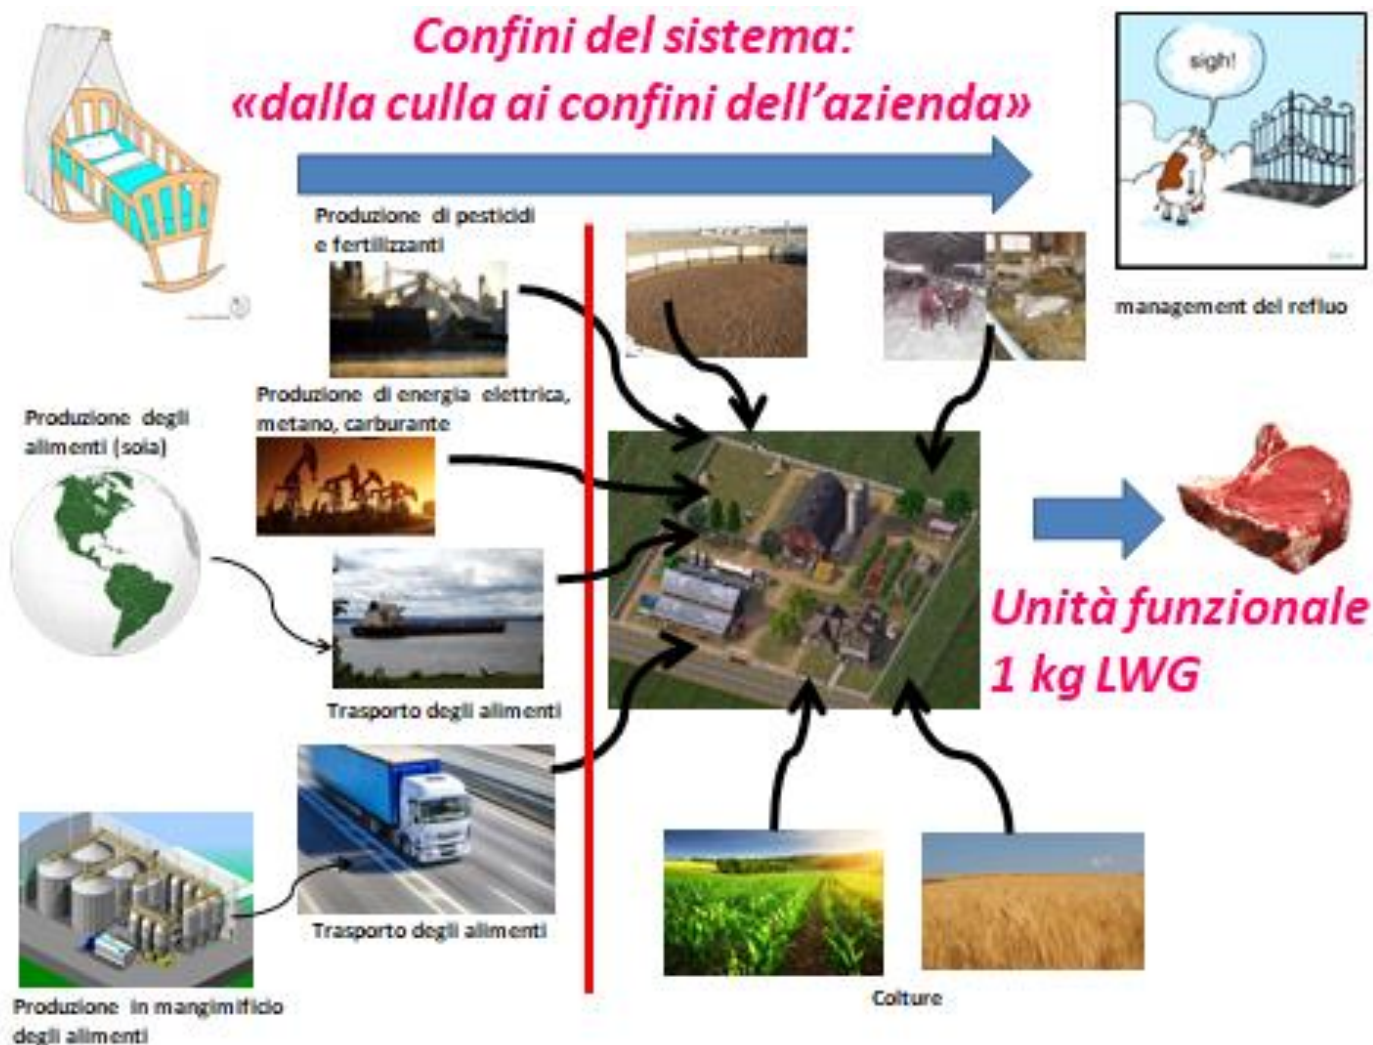 Confini del sistema:
«dalla culla ai confini dell'azienda»
sigh!
Produzione di pesticidi
e fertilizzanti
management del refluo
Produzione di energia elettrica,
metano, carburante
Produzione degli
alimenti (soia)
Unità funzionale
1 kg LWG
Trasporto degli alimenti
Trasporto degli alimenti
Colture
Produzione in mangimificio
degli alimenti